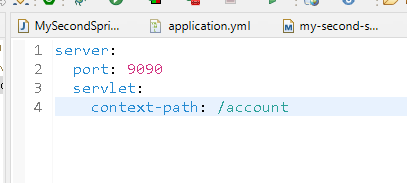 MySecondSpri...
application.yml
my-second-s...
1 server:
2 port: 9090
3 servlet:
4 context-path: /account